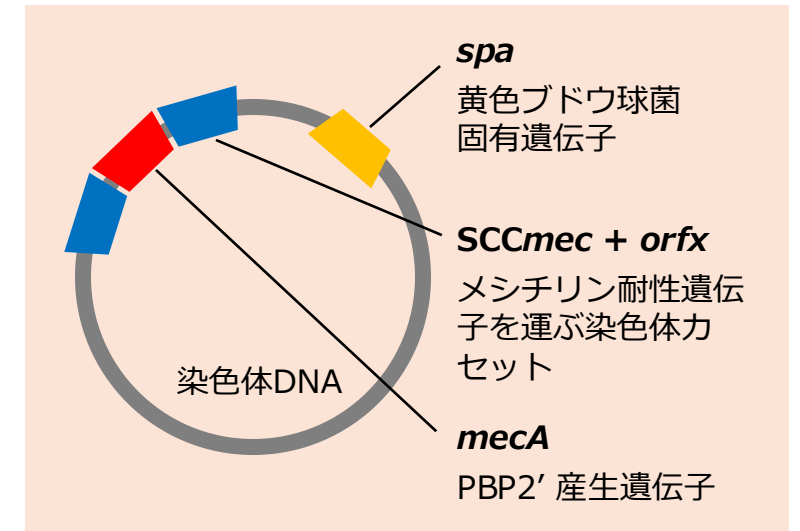 spa
黄色ブドウ球菌
固有遺伝子
SCCmec + orfx
メシチリン耐性遺伝
子を運ぶ染色体カ
セット
染色体DNA
mecA
PBP2’ 産生遺伝子